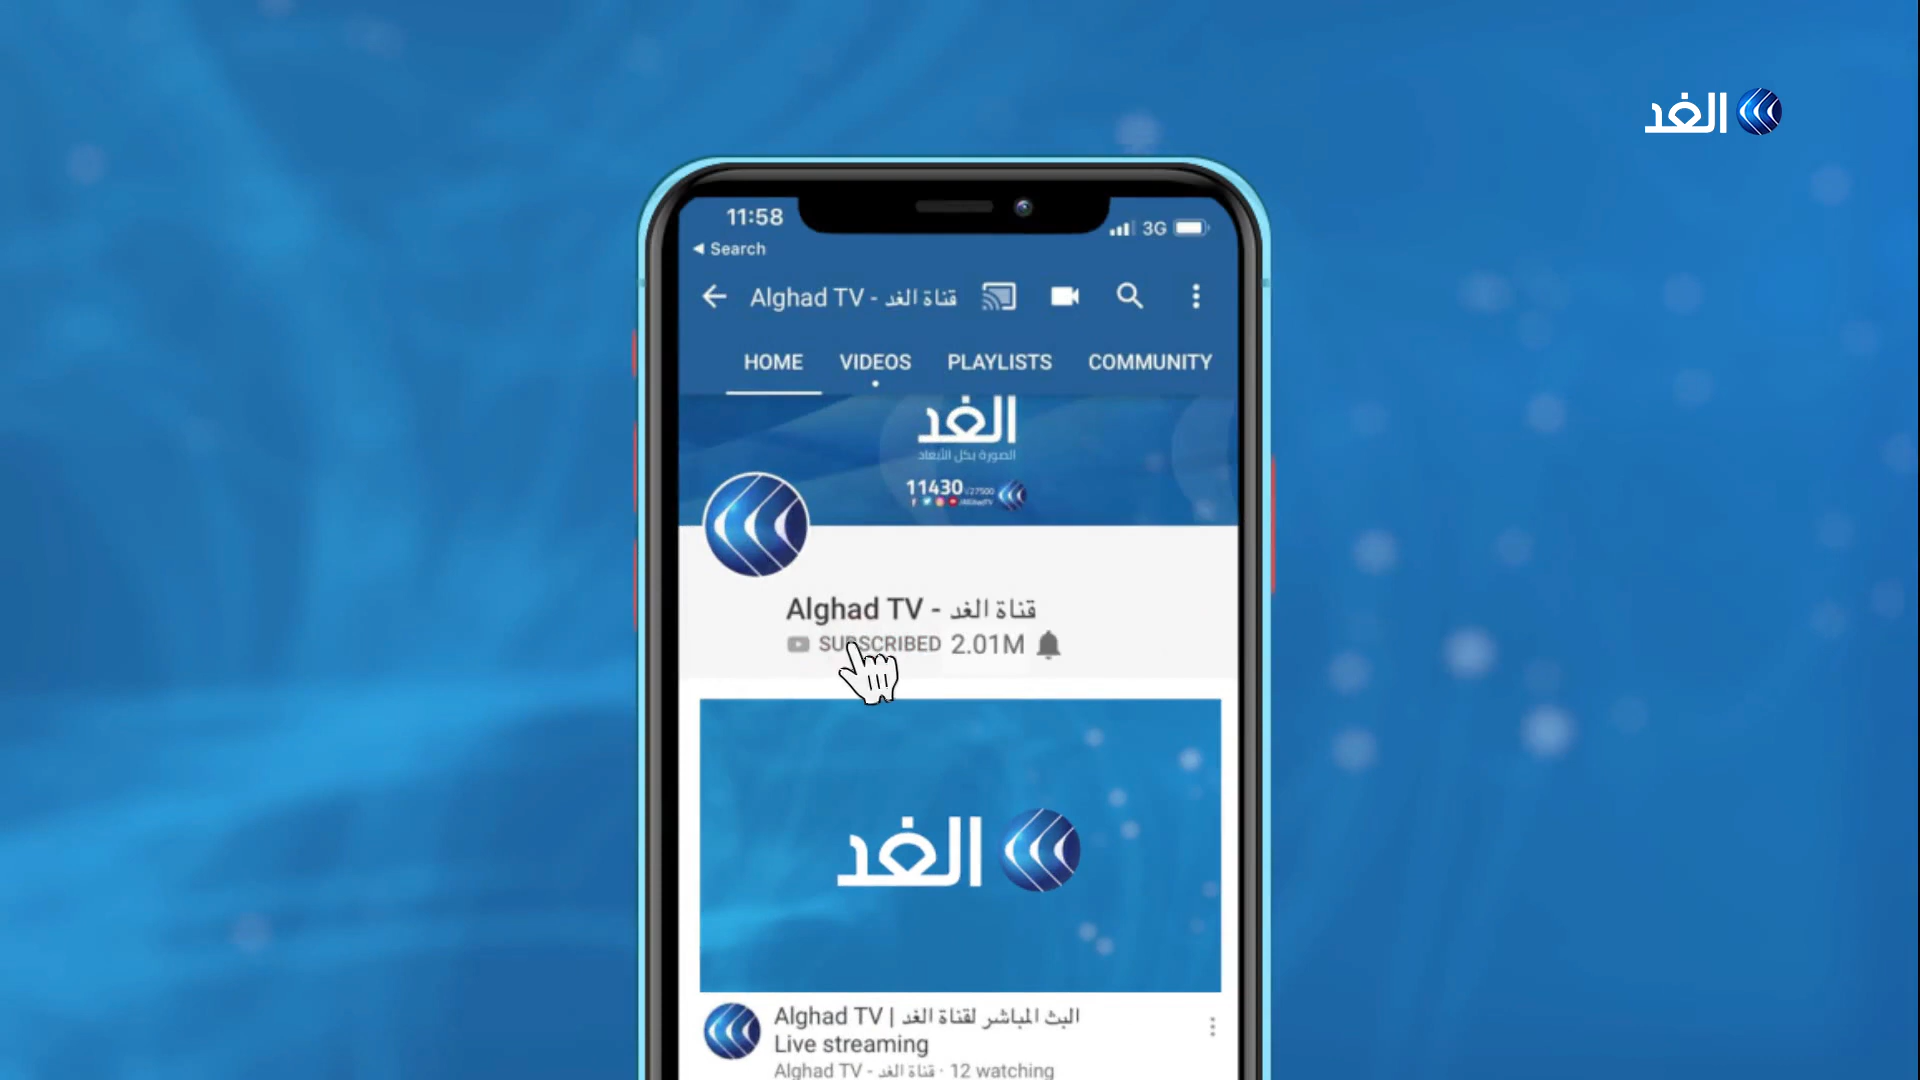 الغد
11:58
3G
Search
Alghad TV - قناة الغد
HOME VIDEOS PLAYLISTS COMMUNITY
الغد
الصورة بكل الأبعاد
11430 V/27500
Alghad TV - قناة الغد
SUBSCRIBED 2.01M
الغد
Alghad TV | البث المباشر لقناة الغد
Live streaming
Alghad TV - قناة الغد · 12 watching